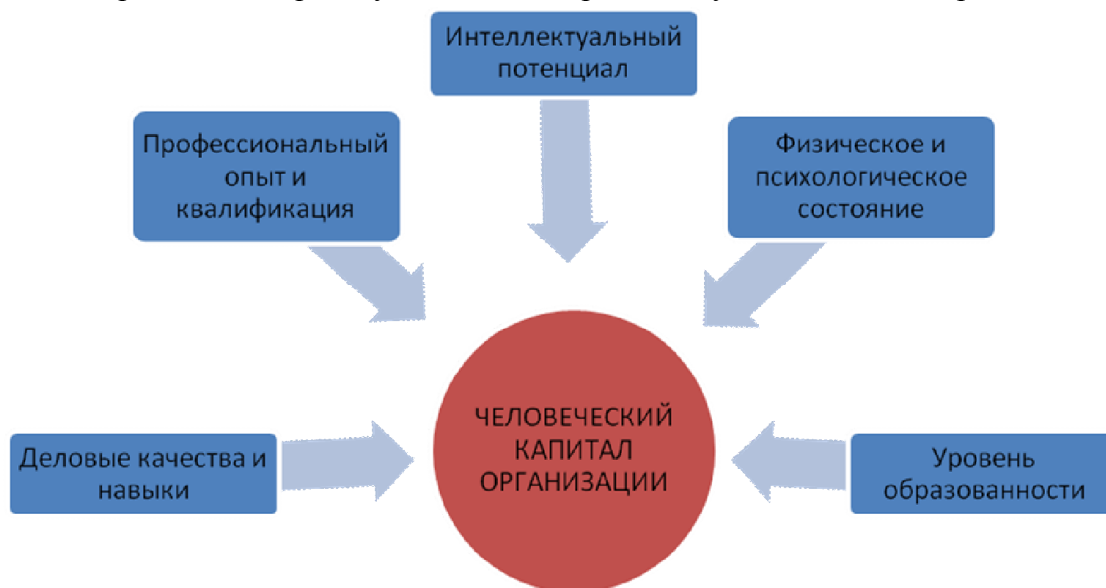 Интеллектуальный
потенциал
Профессиональный
опыт и
квалификация
Физическое и
психологическое
состояние
ЧЕЛОВЕЧЕСКИЙ
КАПИТАЛ
ОРГАНИЗАЦИИ
Деловые качества и
навыки
Уровень
образованности